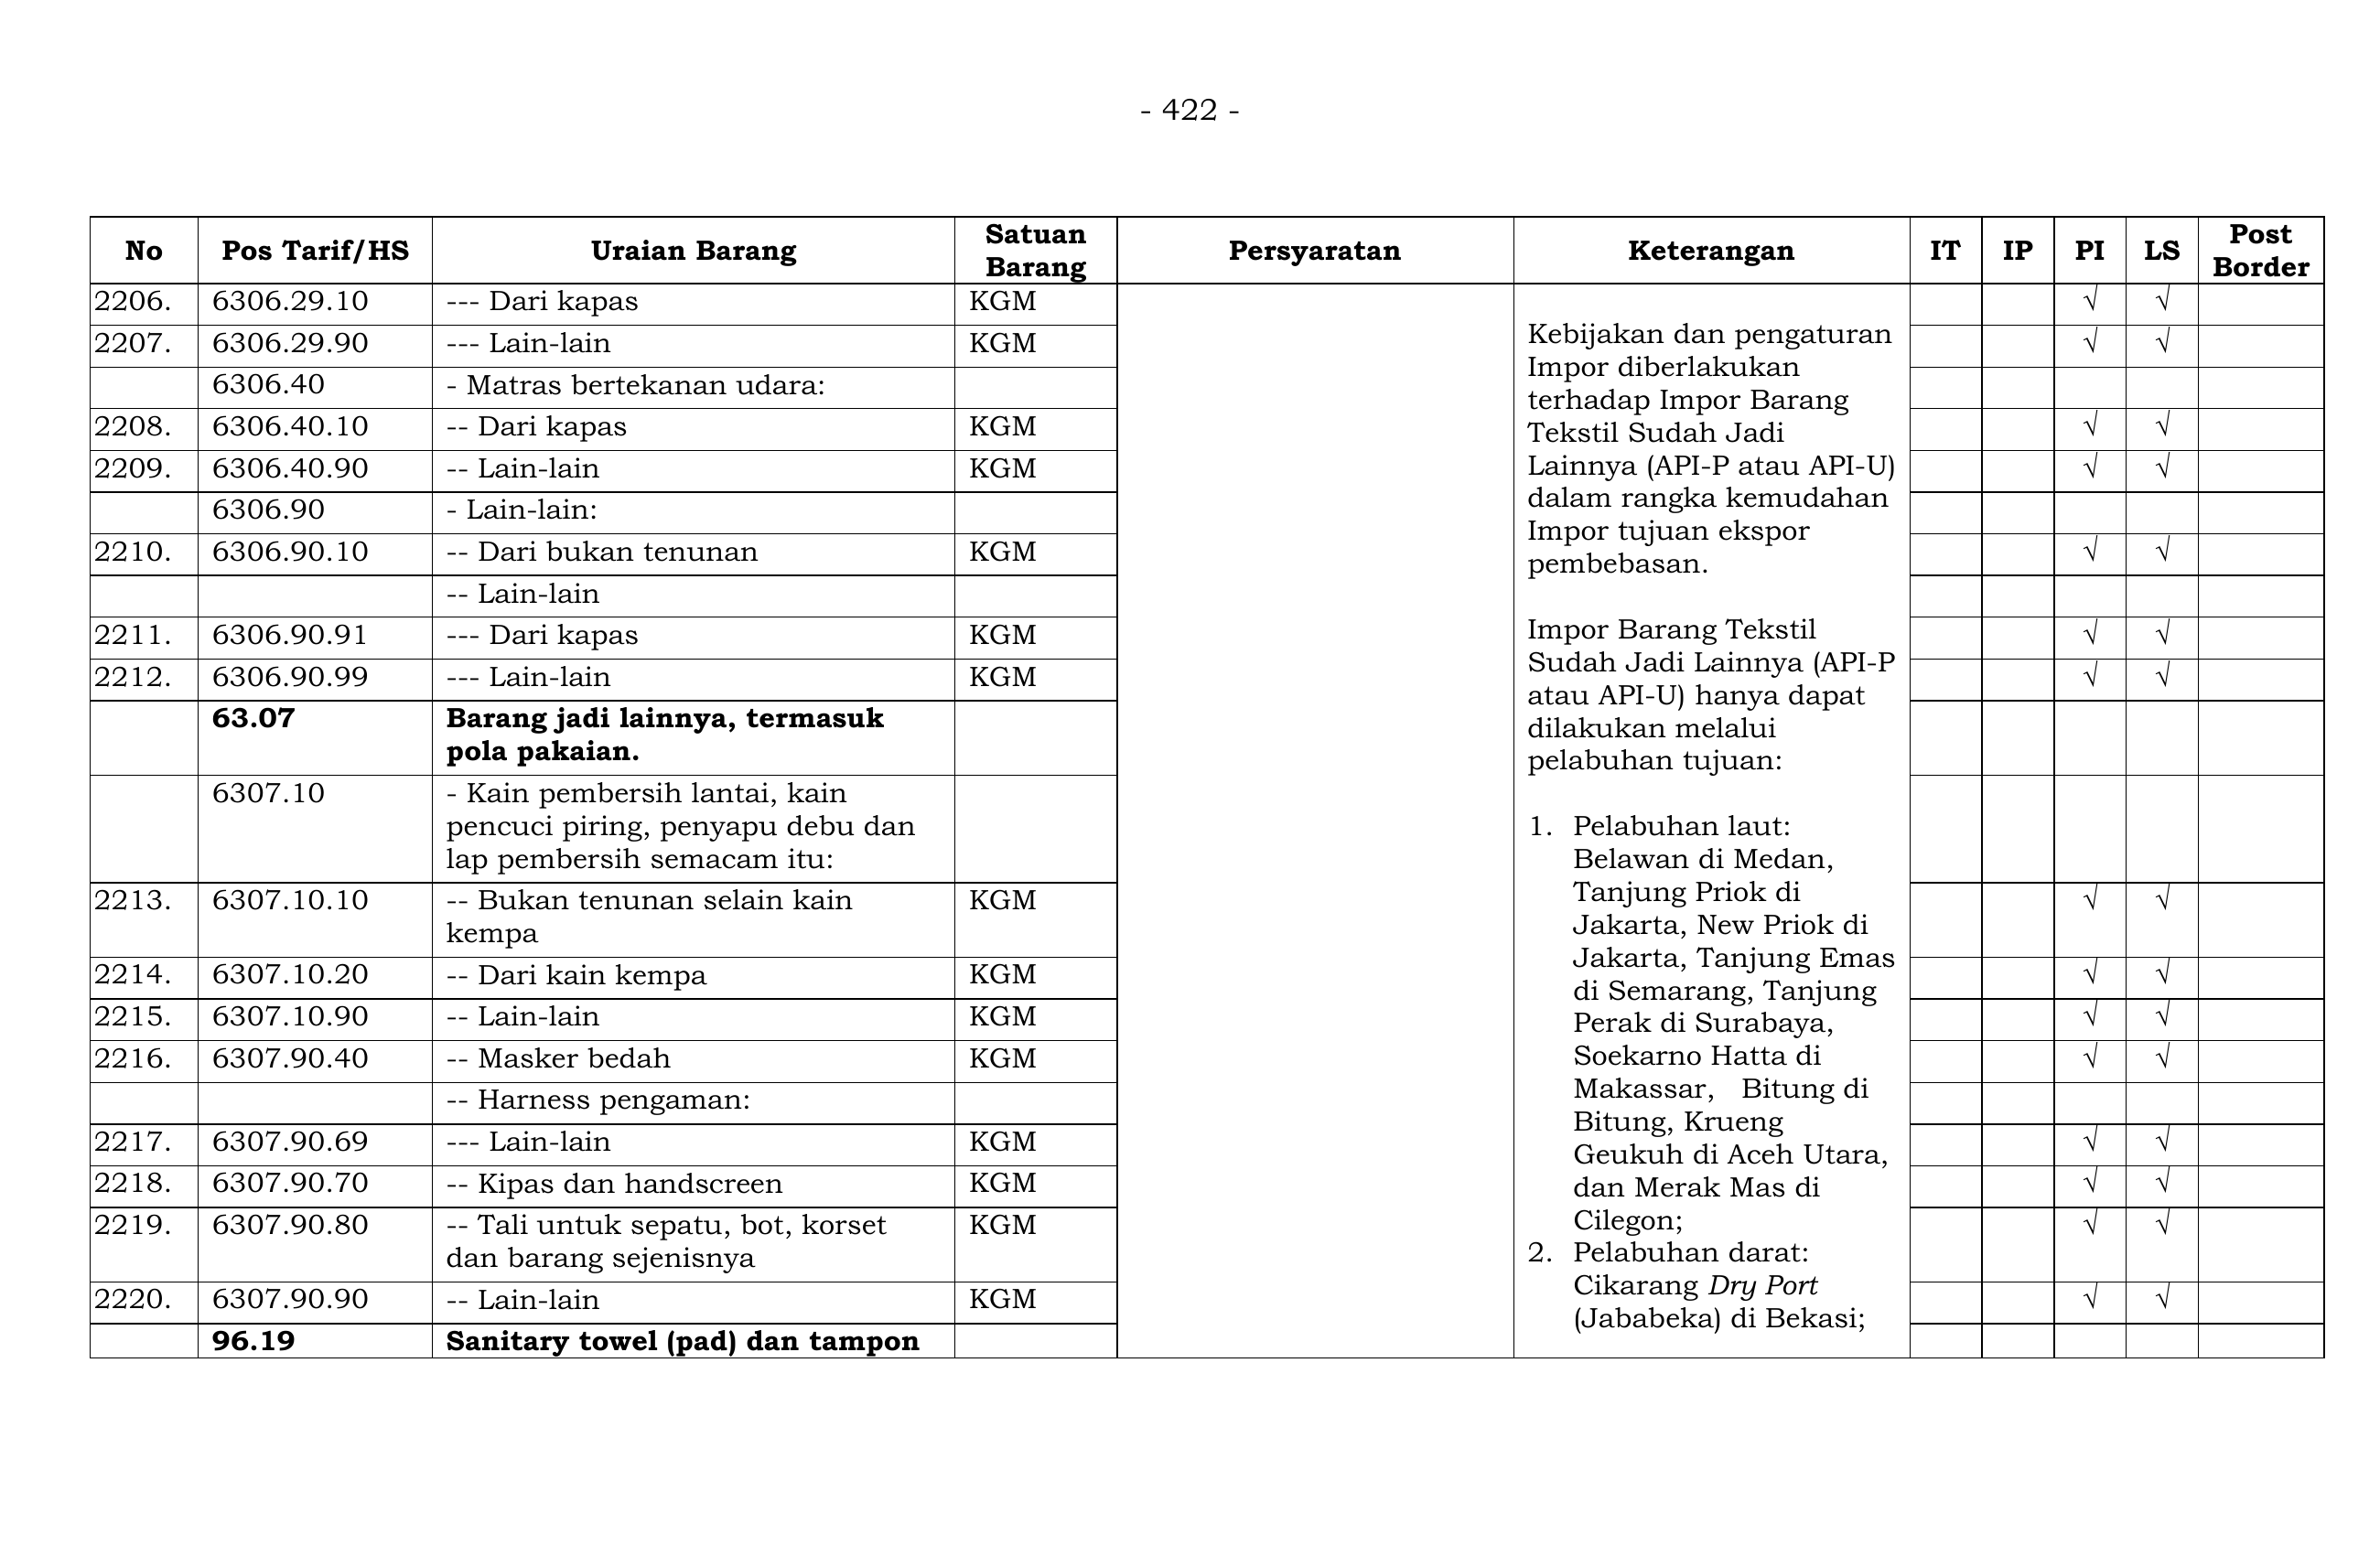 - 422 -
No Pos Tarif/HS Uraian Barang Satuan Barang Persyaratan Keterangan IT IP PI LS Post Border
2206. 6306.29.10 --- Dari kapas KGM √ √
2207. 6306.29.90 --- Lain-lain KGM √ √
6306.40 - Matras bertekanan udara:
2208. 6306.40.10 -- Dari kapas KGM √ √
2209. 6306.40.90 -- Lain-lain KGM √ √
6306.90 - Lain-lain:
2210. 6306.90.10 -- Dari bukan tenunan KGM √ √
-- Lain-lain
2211. 6306.90.91 --- Dari kapas KGM √ √
2212. 6306.90.99 --- Lain-lain KGM √ √
63.07 Barang jadi lainnya, termasuk
pola pakaian.
6307.10 - Kain pembersih lantai, kain
pencuci piring, penyapu debu dan
lap pembersih semacam itu:
2213. 6307.10.10 -- Bukan tenunan selain kain KGM √ √
kempa
2214. 6307.10.20 -- Dari kain kempa KGM √ √
2215. 6307.10.90 -- Lain-lain KGM √ √
2216. 6307.90.40 -- Masker bedah KGM √ √
-- Harness pengaman:
2217. 6307.90.69 --- Lain-lain KGM √ √
2218. 6307.90.70 -- Kipas dan handscreen KGM √ √
2219. 6307.90.80 -- Tali untuk sepatu, bot, korset KGM √ √
dan barang sejenisnya
2220. 6307.90.90 -- Lain-lain KGM √ √
96.19 Sanitary towel (pad) dan tampon
Kebijakan dan pengaturan
Impor diberlakukan
terhadap Impor Barang
Tekstil Sudah Jadi
Lainnya (API-P atau API-U)
dalam rangka kemudahan
Impor tujuan ekspor
pembebasan.
Impor Barang Tekstil
Sudah Jadi Lainnya (API-P
atau API-U) hanya dapat
dilakukan melalui
pelabuhan tujuan:
1. Pelabuhan laut:
Belawan di Medan,
Tanjung Priok di
Jakarta, New Priok di
Jakarta, Tanjung Emas
di Semarang, Tanjung
Perak di Surabaya,
Soekarno Hatta di
Makassar, Bitung di
Bitung, Krueng
Geukuh di Aceh Utara,
dan Merak Mas di
Cilegon;
2. Pelabuhan darat:
Cikarang Dry Port
(Jababeka) di Bekasi;